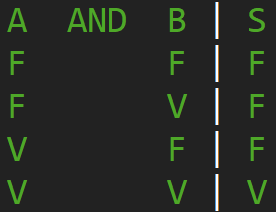 A AND B | S
F F | F
F V | F
V F | F
V V | V